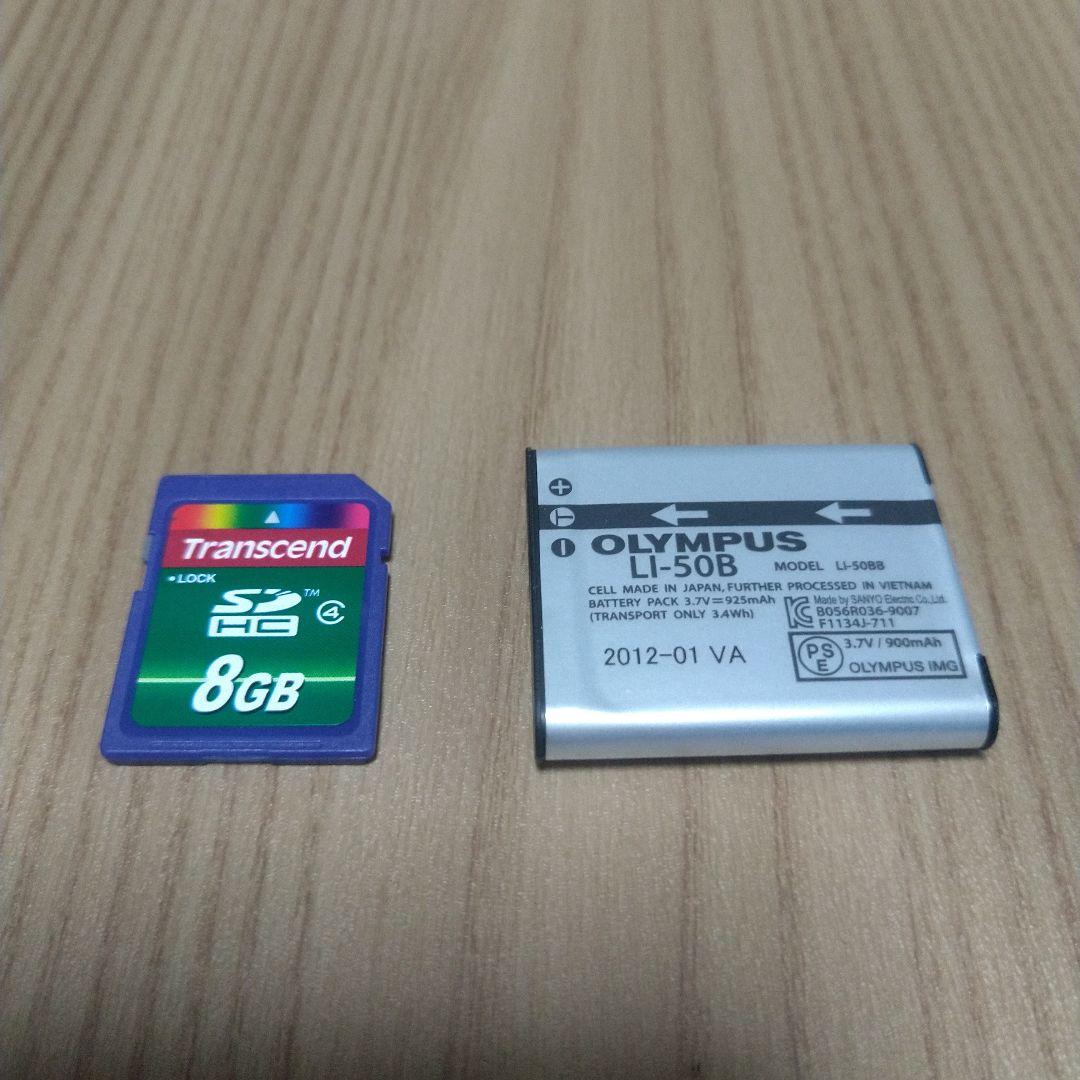 Transcend
LOCK
SD™
HC
4
8GB
OLYMPUS
LI-50B
MODEL LI-50BB
CELL MADE IN JAPAN, FURTHER PROCESSED IN VIETNAM
BATTERY PACK 3.7V⎓925mAh
(TRANSPORT ONLY 3.4Wh)
Made by SANYO Electric Co.,Ltd.
B056R036-9007
F1134J-711
2012-01 VA
PSE
3.7V / 900mAh
OLYMPUS IMG